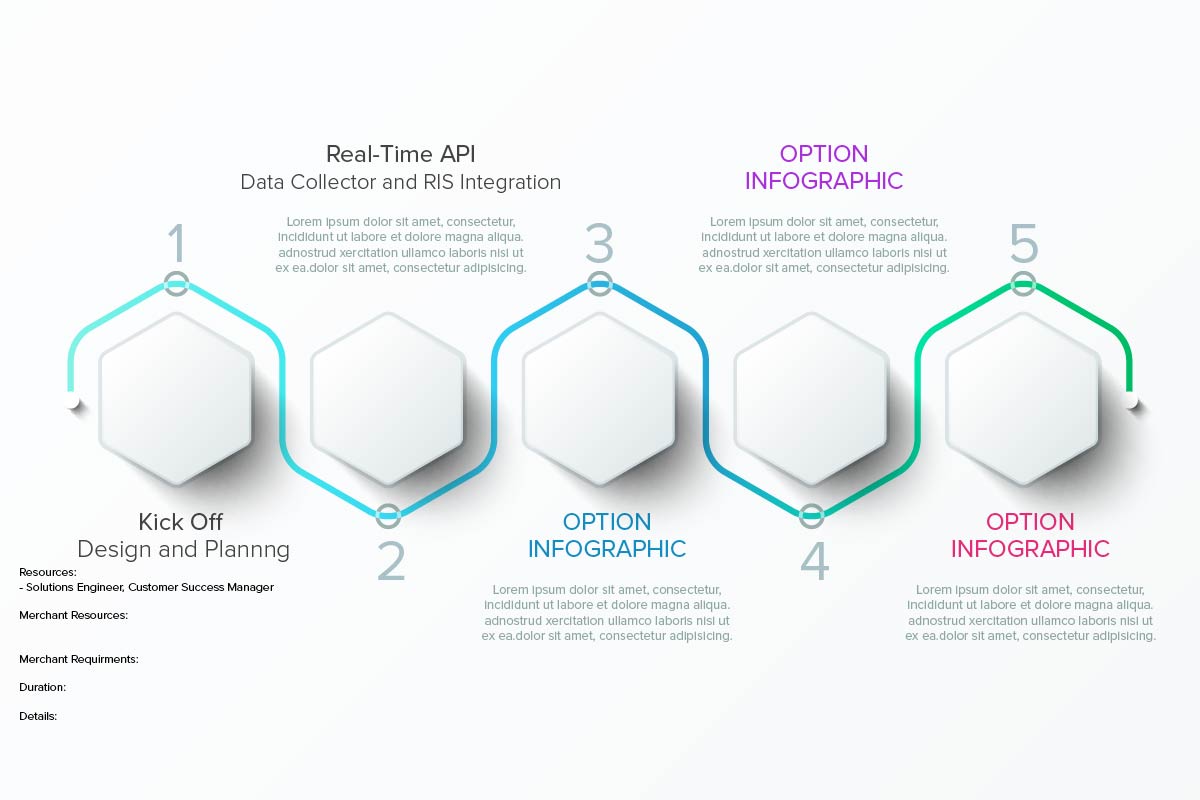 1
Kick Off
Design and Plannng
Resources:
- Solutions Engineer, Customer Success Manager
Merchant Resources:
Merchant Requirments:
Duration:
Details:
Real-Time API
Data Collector and RIS Integration
Lorem ipsum dolor sit amet, consectetur,
incididunt ut labore et dolore magna aliqua.
adnostrud xercitation ullamco laboris nisi ut
ex ea.dolor sit amet, consectetur adipisicing.
2
3
OPTION
INFOGRAPHIC
Lorem ipsum dolor sit amet, consectetur,
incididunt ut labore et dolore magna aliqua.
adnostrud xercitation ullamco laboris nisi ut
ex ea.dolor sit amet, consectetur adipisicing.
OPTION
INFOGRAPHIC
Lorem ipsum dolor sit amet, consectetur,
incididunt ut labore et dolore magna aliqua.
adnostrud xercitation ullamco laboris nisi ut
ex ea.dolor sit amet, consectetur adipisicing.
4
5
OPTION
INFOGRAPHIC
Lorem ipsum dolor sit amet, consectetur,
incididunt ut labore et dolore magna aliqua.
adnostrud xercitation ullamco laboris nisi ut
ex ea.dolor sit amet, consectetur adipisicing.